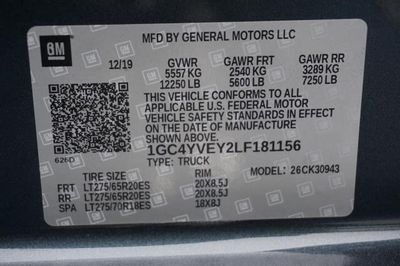 GM
MFD BY GENERAL MOTORS LLC
12/19 GVWR GAWR FRT GAWR RR
5557 KG 2540 KG 3289 KG
12250 LB 5600 LB 7250 LB
THIS VEHICLE CONFORMS TO ALL
APPLICABLE U.S. FEDERAL MOTOR
VEHICLE SAFETY STANDARDS IN EFFECT
ON THE DATE OF MANUFACTURE
SHOWN ABOVE.
1GC4YVEY2LF181156
626D TYPE: TRUCK
MODEL: 26CK30943
TIRE SIZE RIM
FRT LT275/65R20ES 20X8.5J
RR LT275/65R20ES 20X8.5J
SPA LT275/70R18ES 18X8J